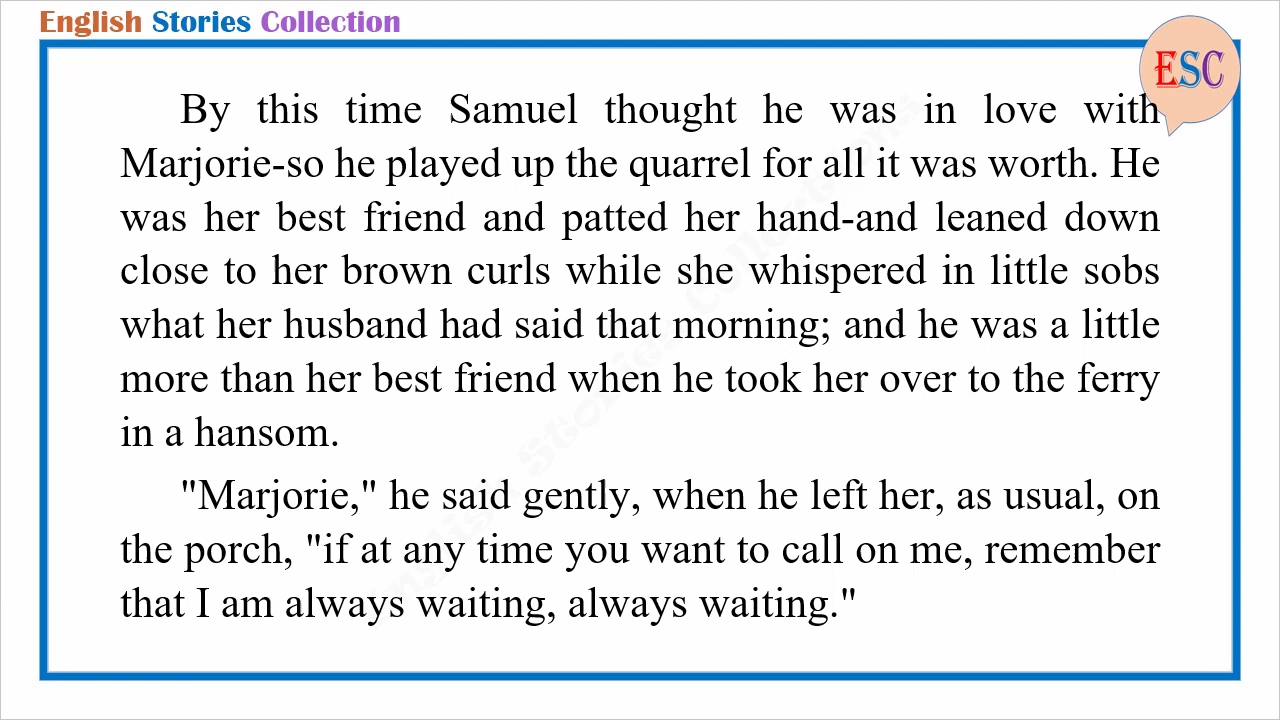 English Stories Collection
ESC
By this time Samuel thought he was in love with
Marjorie-so he played up the quarrel for all it was worth. He
was her best friend and patted her hand-and leaned down
close to her brown curls while she whispered in little sobs
what her husband had said that morning; and he was a little
more than her best friend when he took her over to the ferry
in a hansom.
"Marjorie," he said gently, when he left her, as usual, on
the porch, "if at any time you want to call on me, remember
that I am always waiting, always waiting."